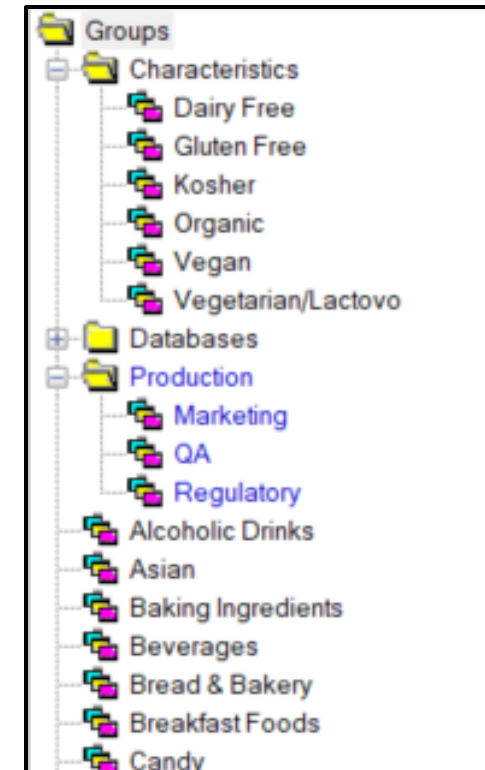 Groups
Characteristics
Dairy Free
Gluten Free
Kosher
Organic
Vegan
Vegetarian/Lactovo
Databases
Production
Marketing
QA
Regulatory
Alcoholic Drinks
Asian
Baking Ingredients
Beverages
Bread & Bakery
Breakfast Foods
Candy